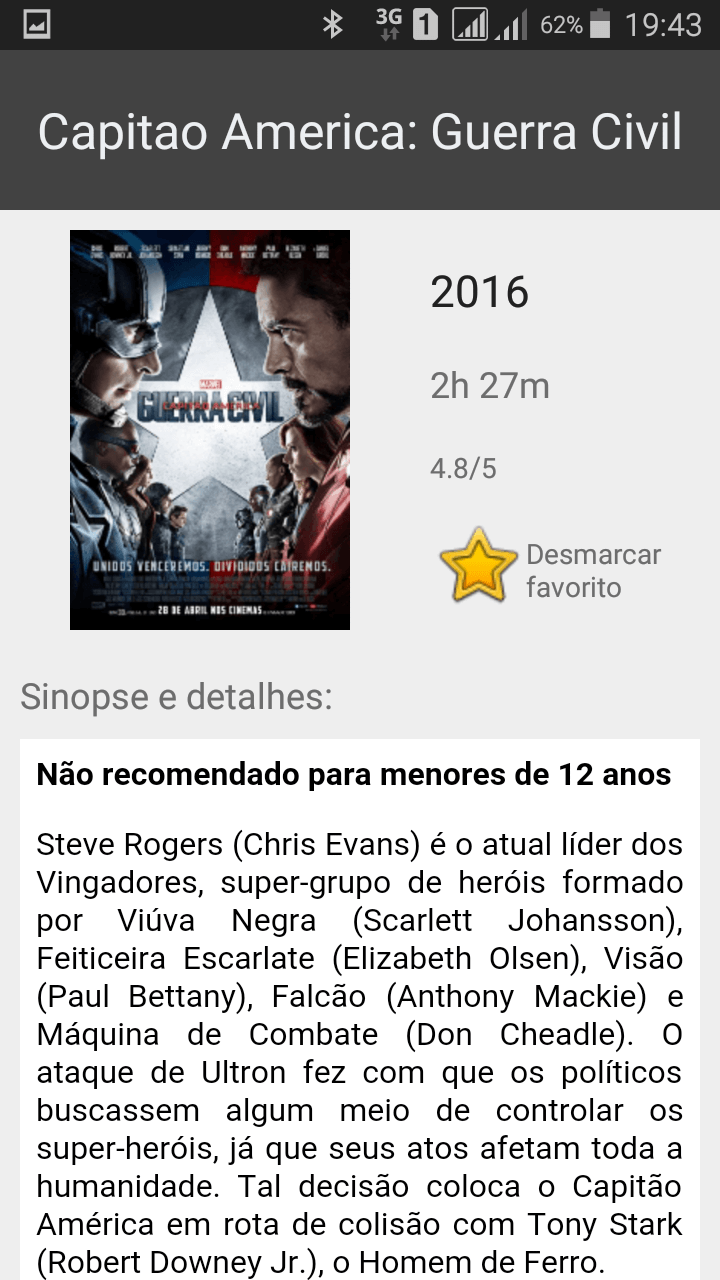 3G 1 62% 19:43
Capitao America: Guerra Civil
MARVEL
GUERRA CIVIL
UNIDOS VENCEREMOS. DIVIDIDOS CAIREMOS.
28 DE ABRIL NOS CINEMAS
2016
2h 27m
4.8/5
Desmarcar
favorito
Sinopse e detalhes:
Não recomendado para menores de 12 anos
Steve Rogers (Chris Evans) é o atual líder dos
Vingadores, super-grupo de heróis formado
por Viúva Negra (Scarlett Johansson),
Feiticeira Escarlate (Elizabeth Olsen), Visão
(Paul Bettany), Falcão (Anthony Mackie) e
Máquina de Combate (Don Cheadle). O
ataque de Ultron fez com que os políticos
buscassem algum meio de controlar os
super-heróis, já que seus atos afetam toda a
humanidade. Tal decisão coloca o Capitão
América em rota de colisão com Tony Stark
(Robert Downey Jr.), o Homem de Ferro.